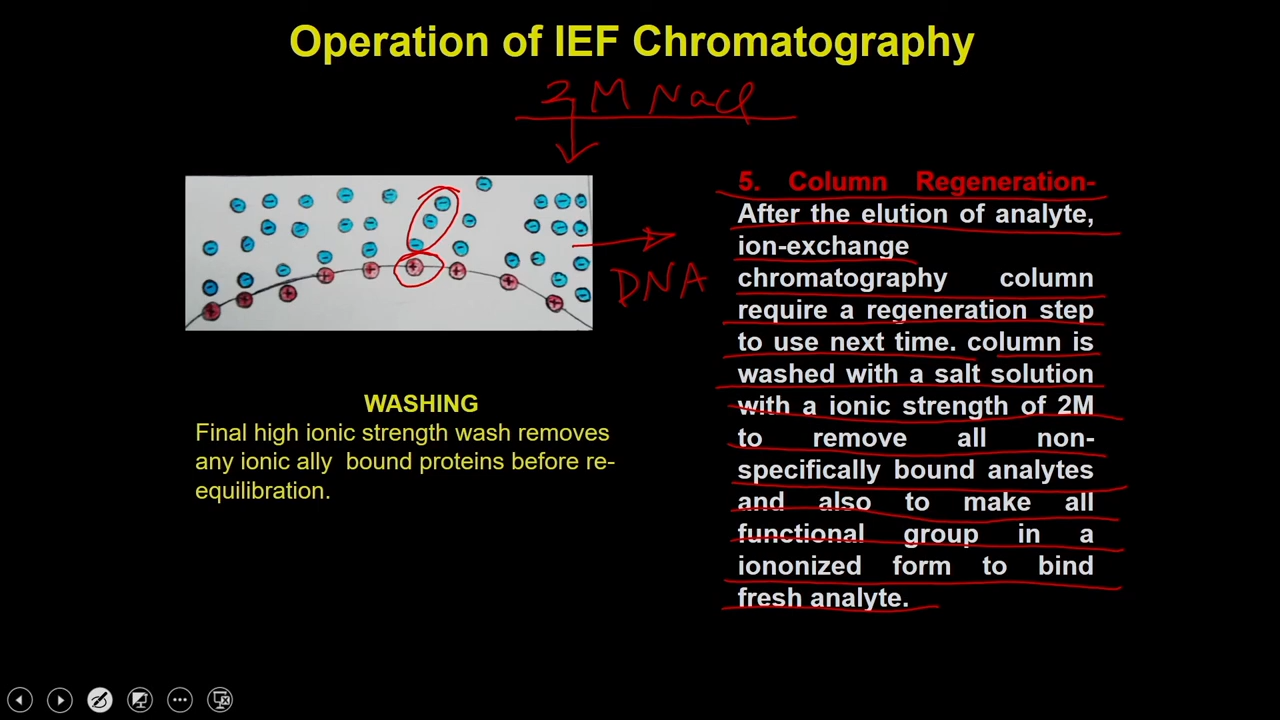 Operation of IEF Chromatography
2M NaCl
DNA
WASHING
Final high ionic strength wash removes
any ionic ally bound proteins before re-
equilibration.
5. Column Regeneration-
After the elution of analyte,
ion-exchange
chromatography column
require a regeneration step
to use next time. column is
washed with a salt solution
with a ionic strength of 2M
to remove all non-
specifically bound analytes
and also to make all
functional group in a
iononized form to bind
fresh analyte.